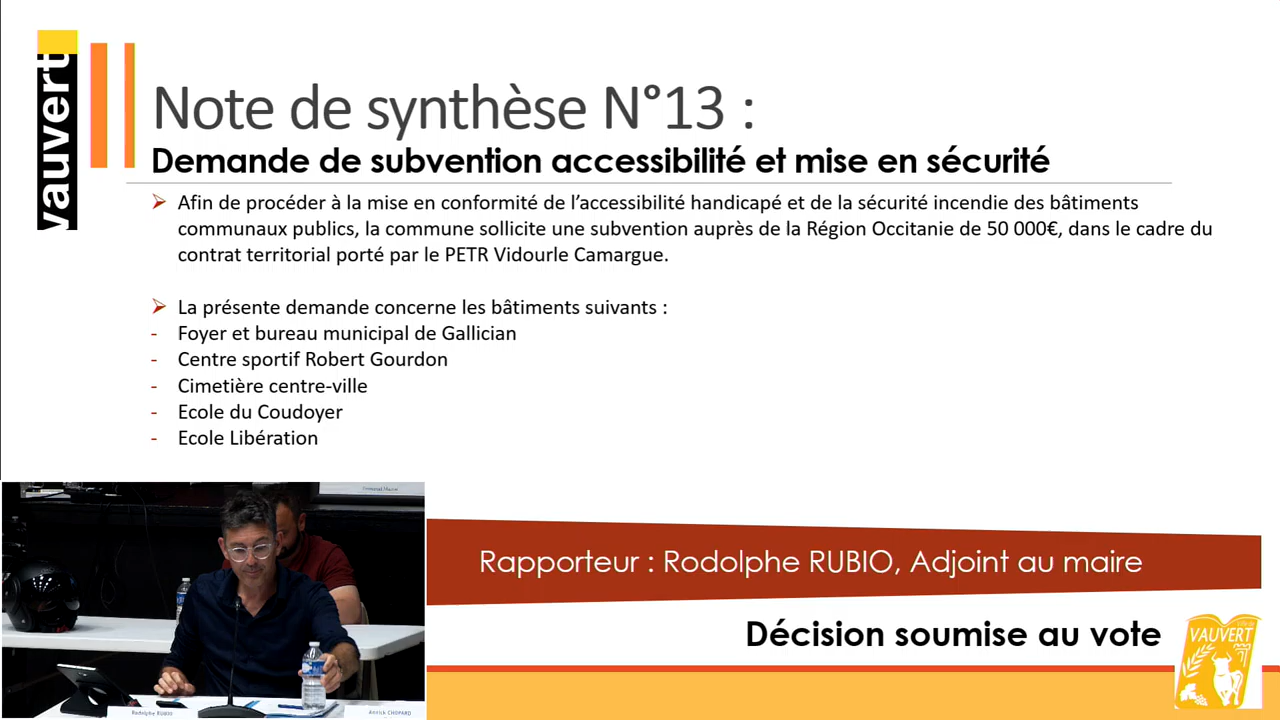 vauvert
Note de synthèse N°13 :
Demande de subvention accessibilité et mise en sécurité
➢ Afin de procéder à la mise en conformité de l'accessibilité handicapé et de la sécurité incendie des bâtiments
communaux publics, la commune sollicite une subvention auprès de la Région Occitanie de 50 000€, dans le cadre du
contrat territorial porté par le PETR Vidourle Camargue.
➢ La présente demande concerne les bâtiments suivants :
- Foyer et bureau municipal de Gallician
- Centre sportif Robert Gourdon
- Cimetière centre-ville
- Ecole du Coudoyer
- Ecole Libération
Rapporteur : Rodolphe RUBIO, Adjoint au maire
Décision soumise au vote
VAUVERT
Rodolphe RUBIO
Annick CHOPARD